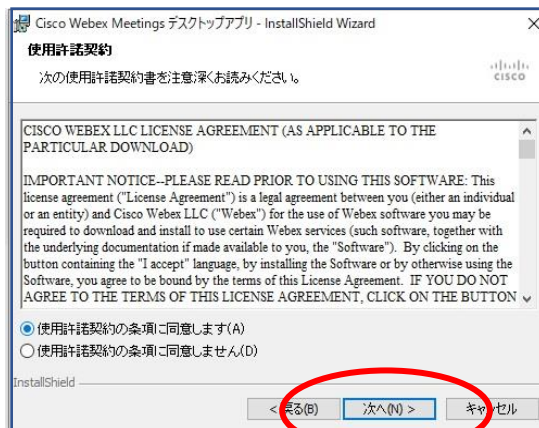 Cisco Webex Meetings デスクトップアプリ - InstallShield Wizard
使用許諾契約
次の使用許諾契約書を注意深くお読みください。
CISCO
CISCO WEBEX LLC LICENSE AGREEMENT (AS APPLICABLE TO THE
PARTICULAR DOWNLOAD)
IMPORTANT NOTICE--PLEASE READ PRIOR TO USING THIS SOFTWARE: This
license agreement ("License Agreement") is a legal agreement between you (either an individual
or an entity) and Cisco Webex LLC ("Webex") for the use of Webex software you may be
required to download and install to use certain Webex services (such software, together with
the underlying documentation if made available to you, the "Software"). By clicking on the
button containing the "I accept" language, by installing the Software or by otherwise using the
Software, you agree to be bound by the terms of this License Agreement. IF YOU DO NOT
AGREE TO THE TERMS OF THIS LICENSE AGREEMENT, CLICK ON THE BUTTON
使用許諾契約の条項に同意します(A)
使用許諾契約の条項に同意しません(D)
InstallShield
< 戻る(B) 次へ(N) > キャンセル